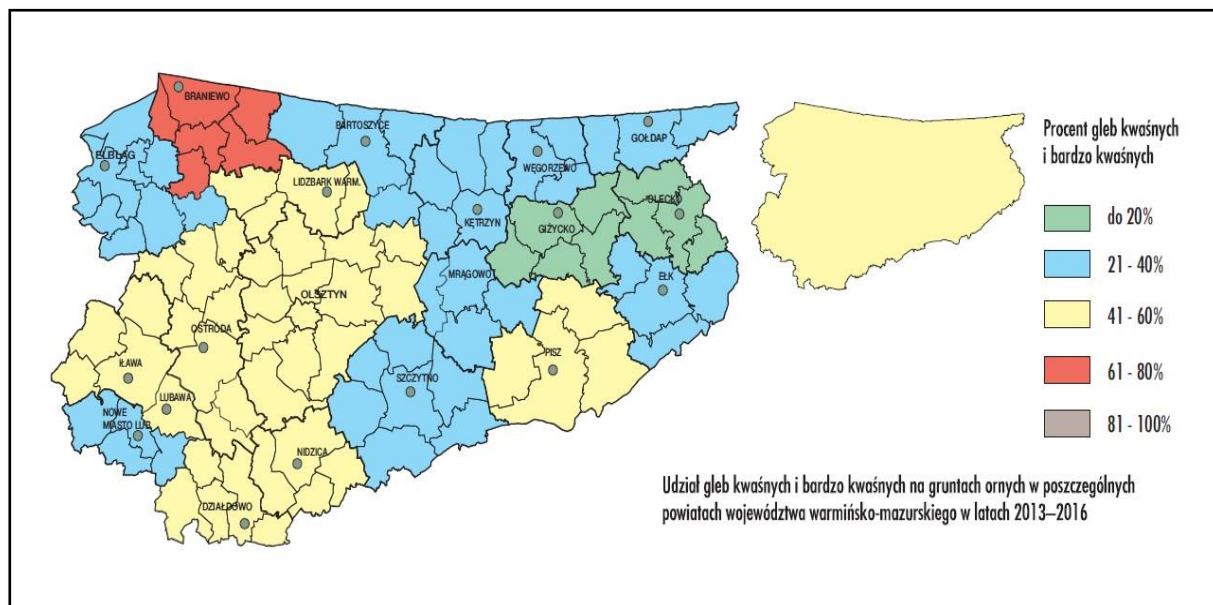 BRANIEWO
BARTOSZYCE
GOŁDAP
ELBLĄG
WĘGORZEWO
LIDZBARK WARM.
KĘTRZYN
GIŻYCKO
OLECKO
MRĄGOWO
EŁK
OLSZTYN
OSTRÓDA
PISZ
IŁAWA
SZCZYTNO
LUBAWA
NOWE
MIASTO LUB.
NIDZICA
DZIAŁDOWO
Procent gleb kwaśnych
i bardzo kwaśnych
do 20%
21 - 40%
41 - 60%
61 - 80%
81 - 100%
Udział gleb kwaśnych i bardzo kwaśnych na gruntach ornych w poszczególnych
powiatach województwa warmińsko-mazurskiego w latach 2013–2016